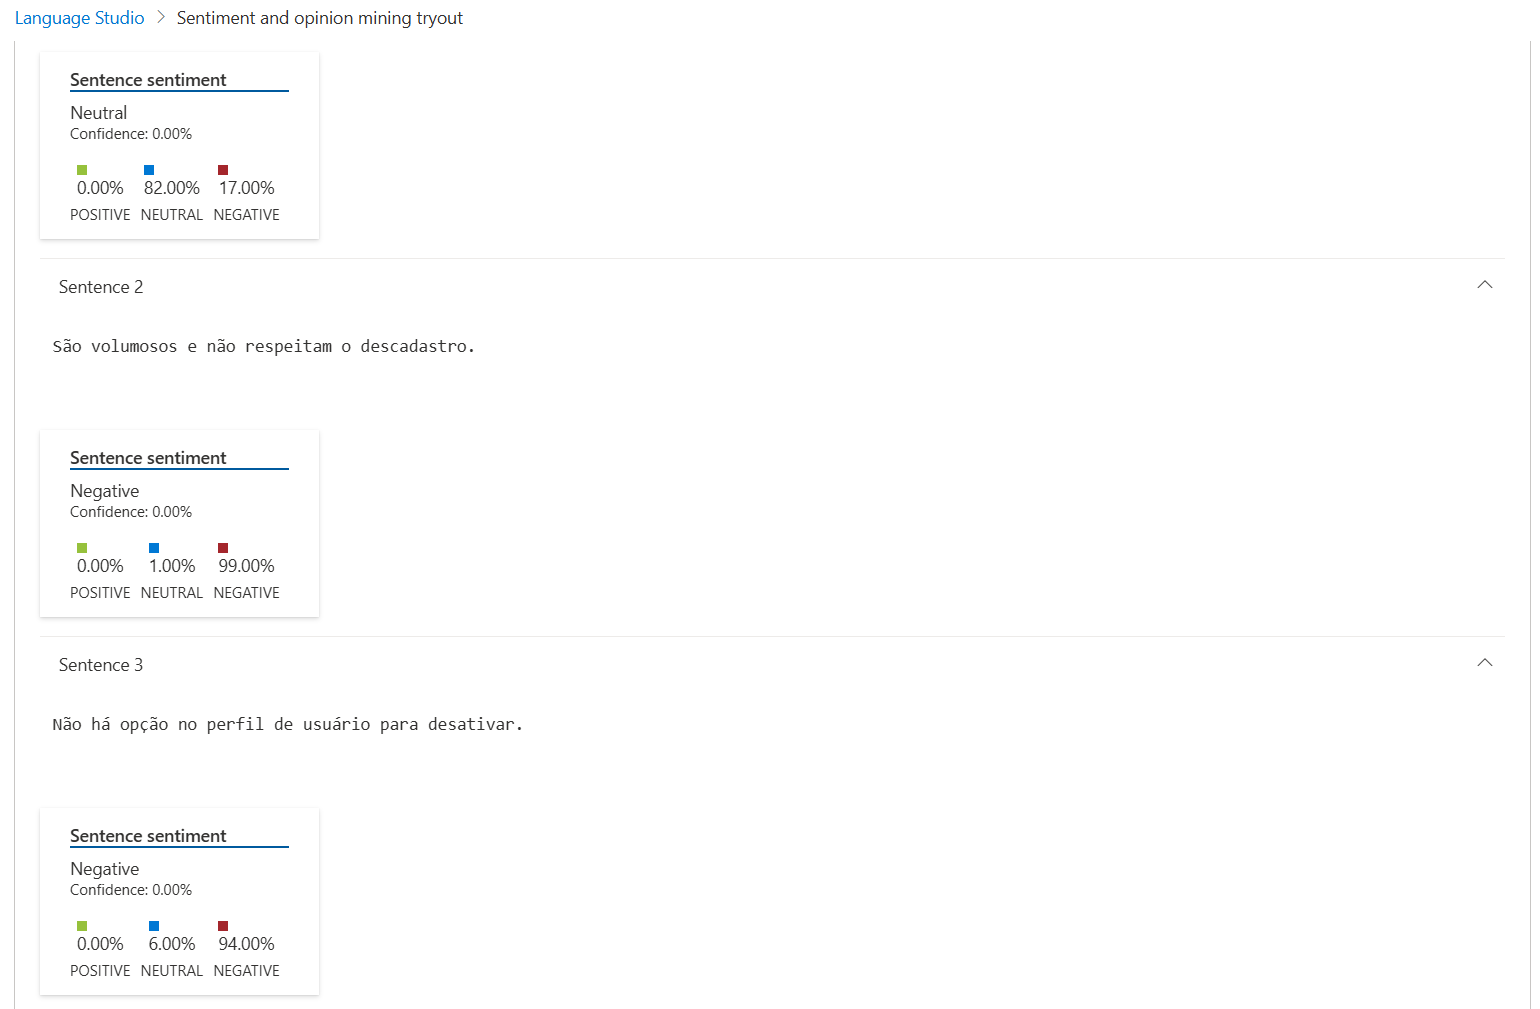 Language Studio > Sentiment and opinion mining tryout
Sentence sentiment
Neutral
Confidence: 0.00%
0.00% 82.00% 17.00%
POSITIVE NEUTRAL NEGATIVE
Sentence 2
São volumosos e não respeitam o descadastro.
Sentence sentiment
Negative
Confidence: 0.00%
0.00% 1.00% 99.00%
POSITIVE NEUTRAL NEGATIVE
Sentence 3
Não há opção no perfil de usuário para desativar.
Sentence sentiment
Negative
Confidence: 0.00%
0.00% 6.00% 94.00%
POSITIVE NEUTRAL NEGATIVE